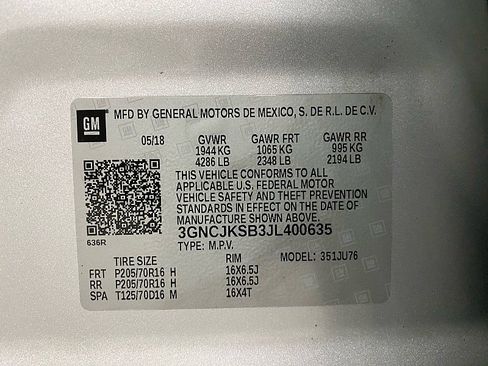 GM
MFD BY GENERAL MOTORS DE MEXICO, S. DE R.L. DE C.V.
05/18 GVWR GAWR FRT GAWR RR
1944 KG 1065 KG 995 KG
4286 LB 2348 LB 2194 LB
THIS VEHICLE CONFORMS TO ALL
APPLICABLE U.S. FEDERAL MOTOR
VEHICLE SAFETY AND THEFT PREVENTION
STANDARDS IN EFFECT ON THE DATE OF
MANUFACTURE SHOWN ABOVE.
636R
3GNCJKSB3JL400635
TYPE: M.P.V.
TIRE SIZE RIM MODEL: 351JU76
FRT P205/70R16 H 16X6.5J
RR P205/70R16 H 16X6.5J
SPA T125/70D16 M 16X4T